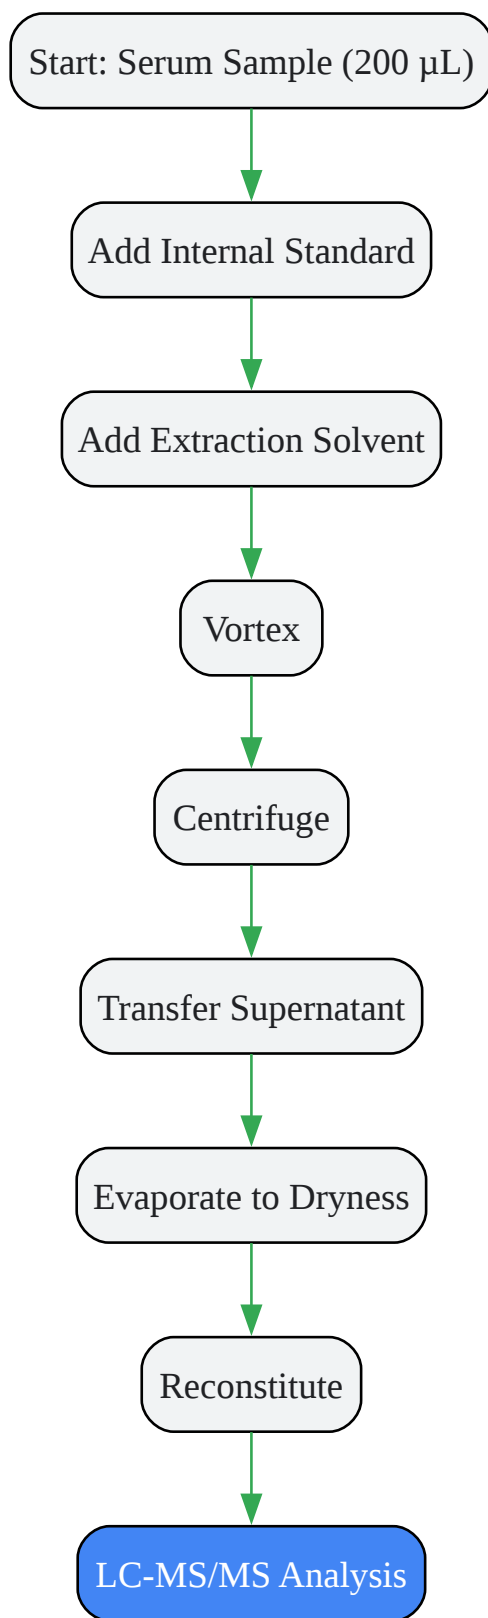 Start: Serum Sample (200 µL)
Add Internal Standard
Add Extraction Solvent
Vortex
Centrifuge
Transfer Supernatant
Evaporate to Dryness
Reconstitute
LC-MS/MS Analysis